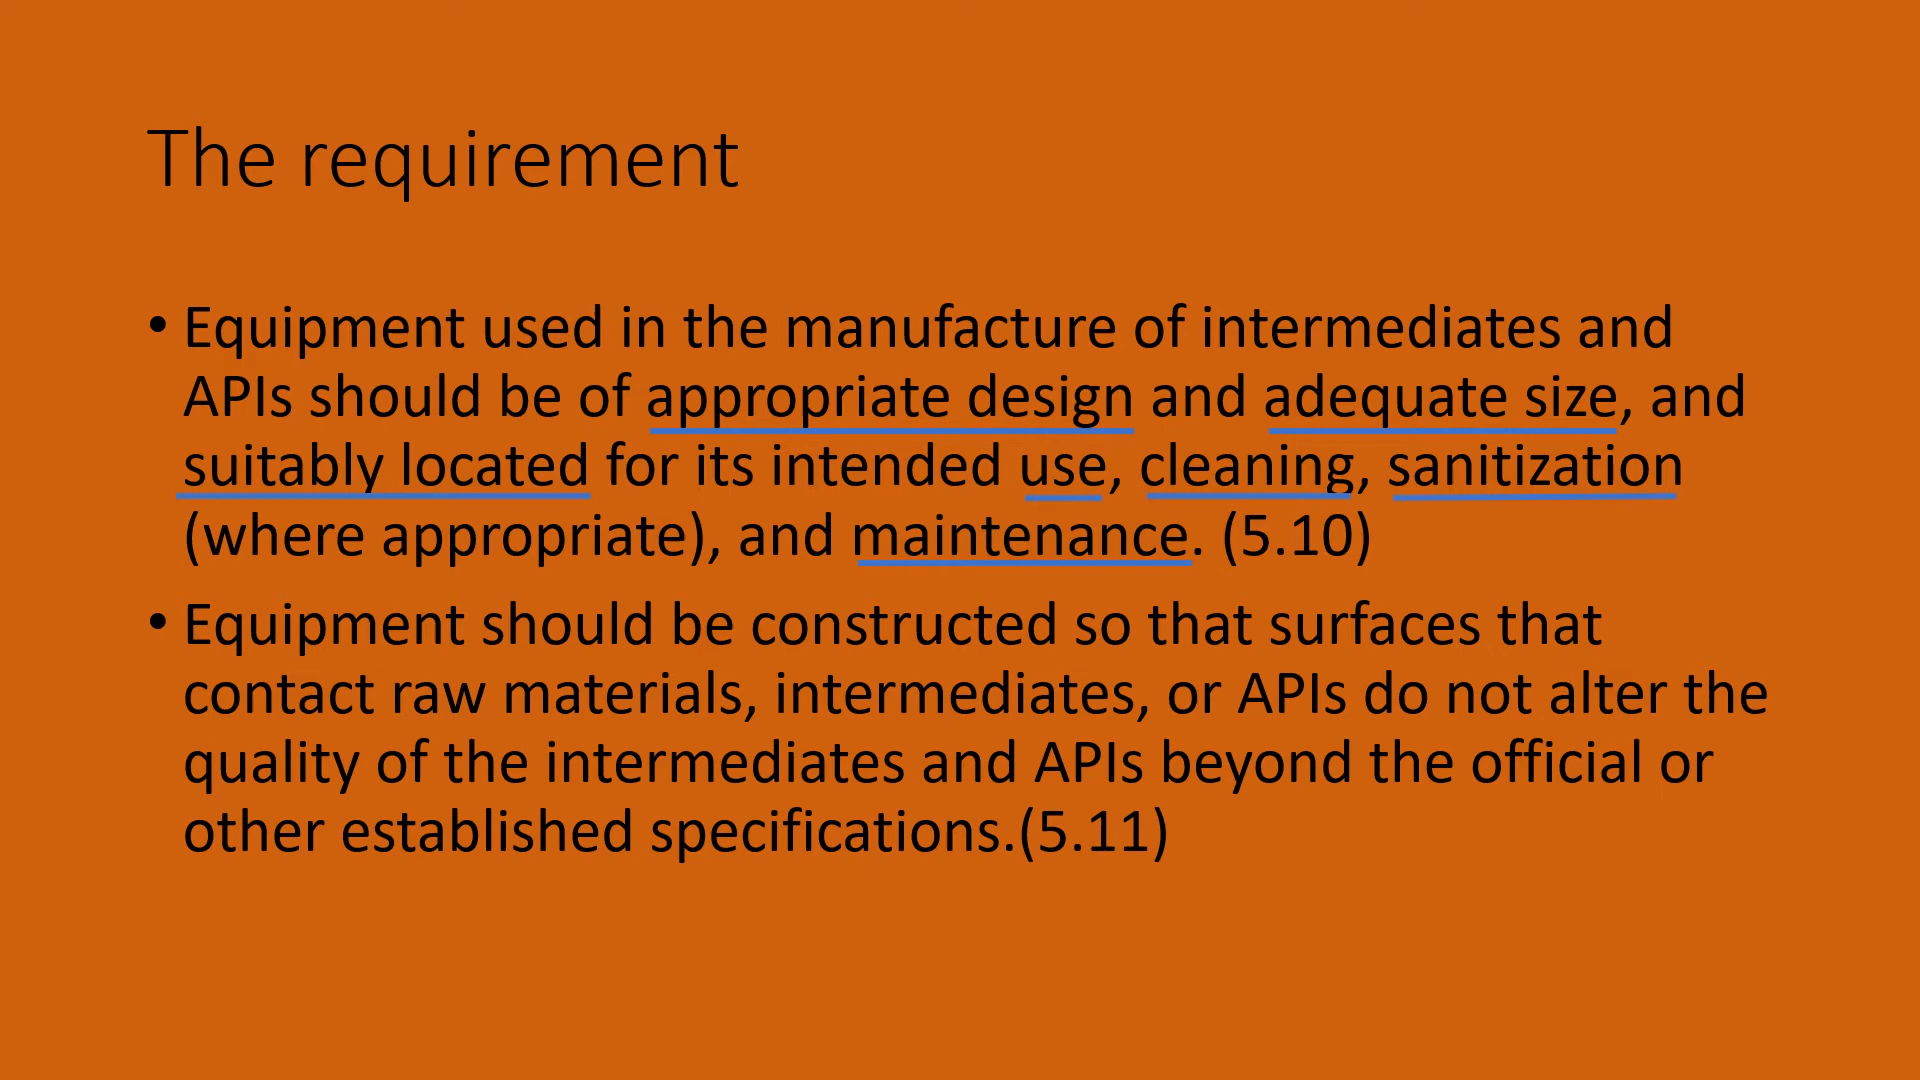 The requirement
• Equipment used in the manufacture of intermediates and
APIs should be of appropriate design and adequate size, and
suitably located for its intended use, cleaning, sanitization
(where appropriate), and maintenance. (5.10)
• Equipment should be constructed so that surfaces that
contact raw materials, intermediates, or APIs do not alter the
quality of the intermediates and APIs beyond the official or
other established specifications.(5.11)